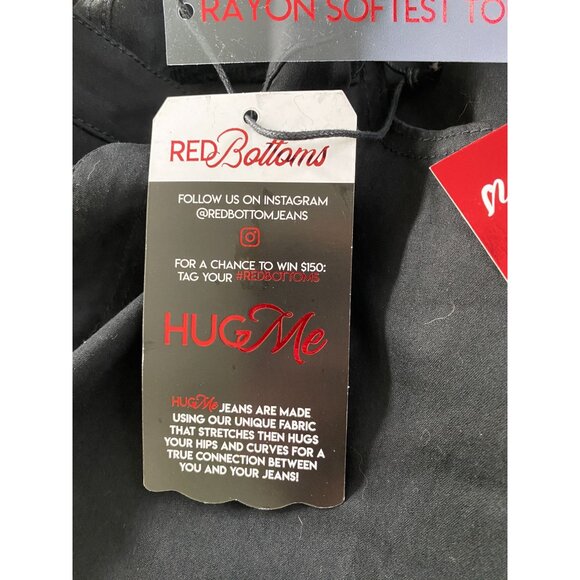 RAYON SOFTEST TO
RED Bottoms
FOLLOW US ON INSTAGRAM
@REDBOTTOMJEANS
FOR A CHANCE TO WIN $150:
TAG YOUR #REDBOTTOMS
HUG Me
HUG Me JEANS ARE MADE
USING OUR UNIQUE FABRIC
THAT STRETCHES THEN HUGS
YOUR HIPS AND CURVES FOR A
TRUE CONNECTION BETWEEN
YOU AND YOUR JEANS!